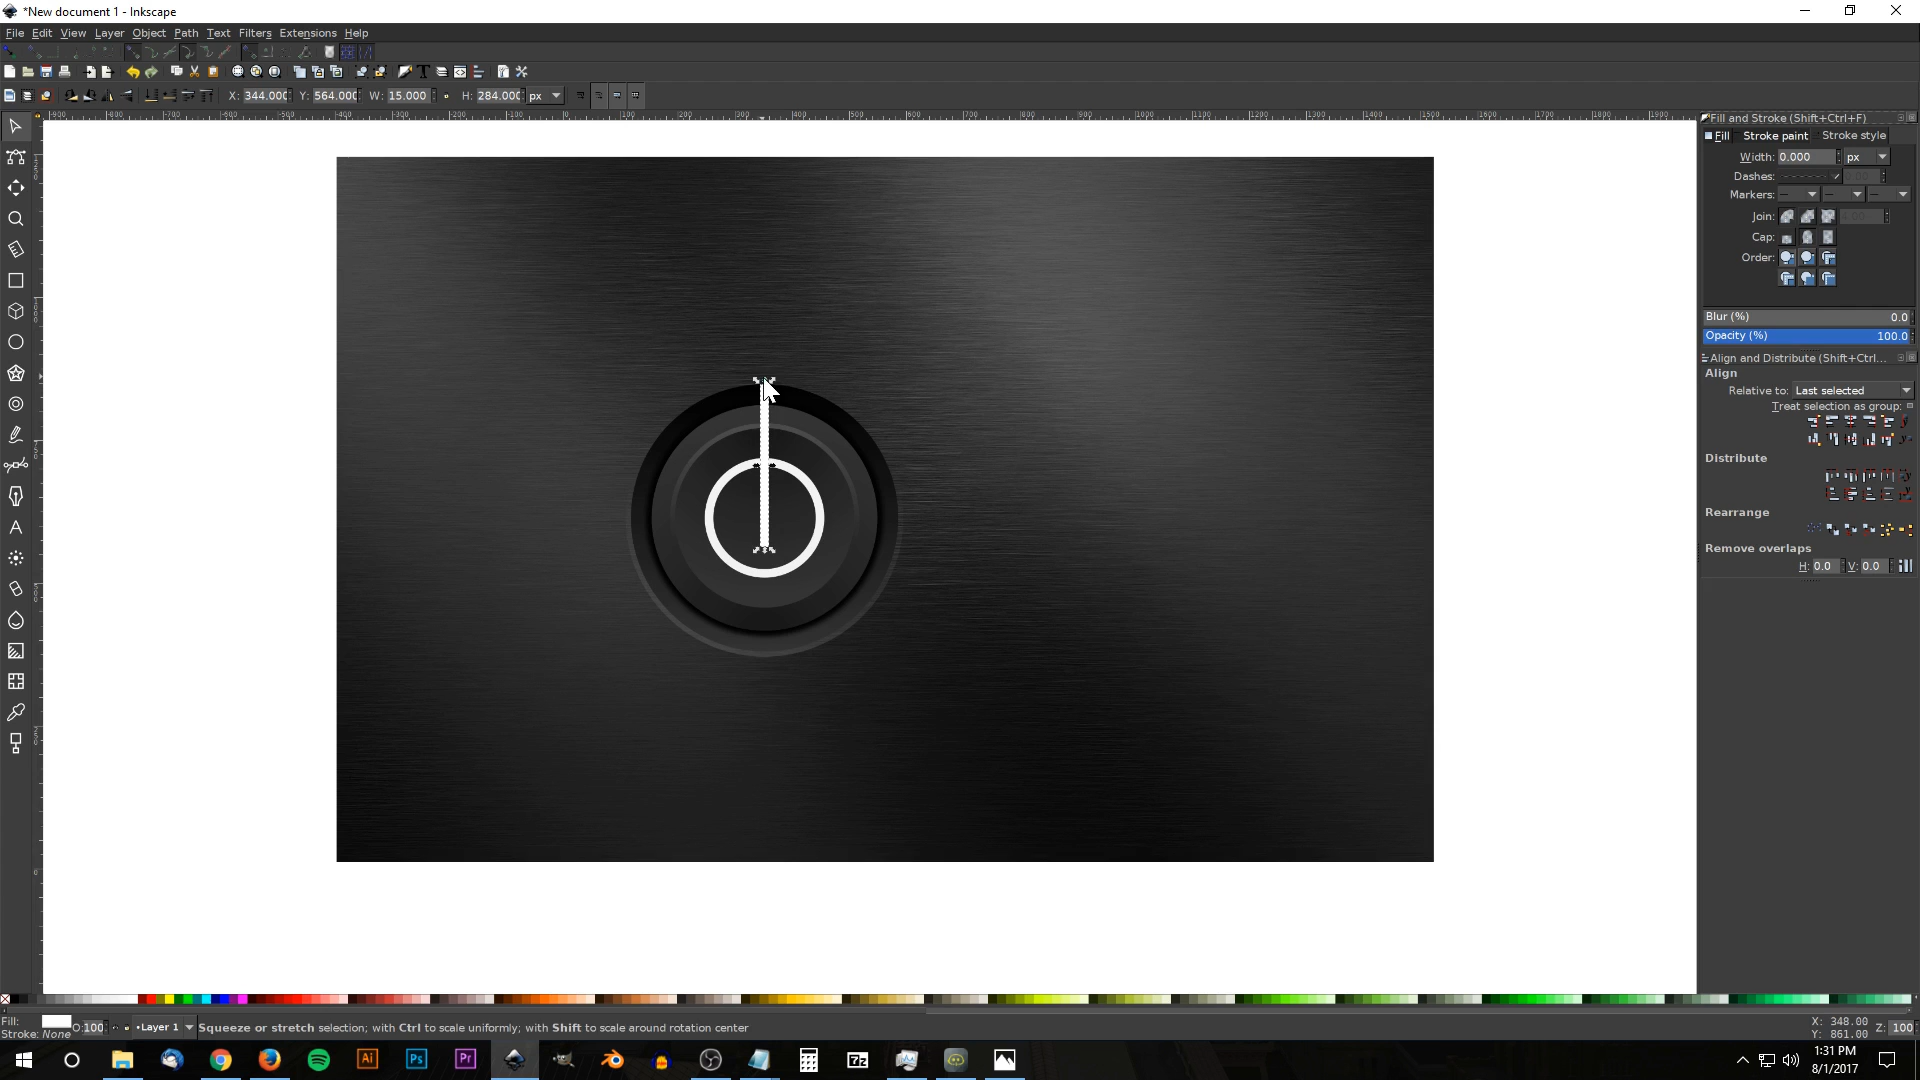 *New document 1 - Inkscape
File Edit View Layer Object Path Text Filters Extensions Help
X: 344.000 Y: 564.000 W: 15.000 H: 284.000 px
Fill and Stroke (Shift+Ctrl+F)
Fill Stroke paint Stroke style
Width: 0.000 px
Dashes:
Markers:
Join:
Cap:
Order:
Blur (%) 0.0
Opacity (%) 100.0
Align and Distribute (Shift+Ctrl...
Align
Relative to: Last selected
Treat selection as group:
Distribute
Rearrange
Remove overlaps
H: 0.0 V: 0.0
Fill:
Stroke: None
O: 100
Layer 1
Squeeze or stretch selection; with Ctrl to scale uniformly; with Shift to scale around rotation center
X: 348.00
Y: 861.00
Z: 100
Ai Ps Pr 7z
1:31 PM
8/1/2017